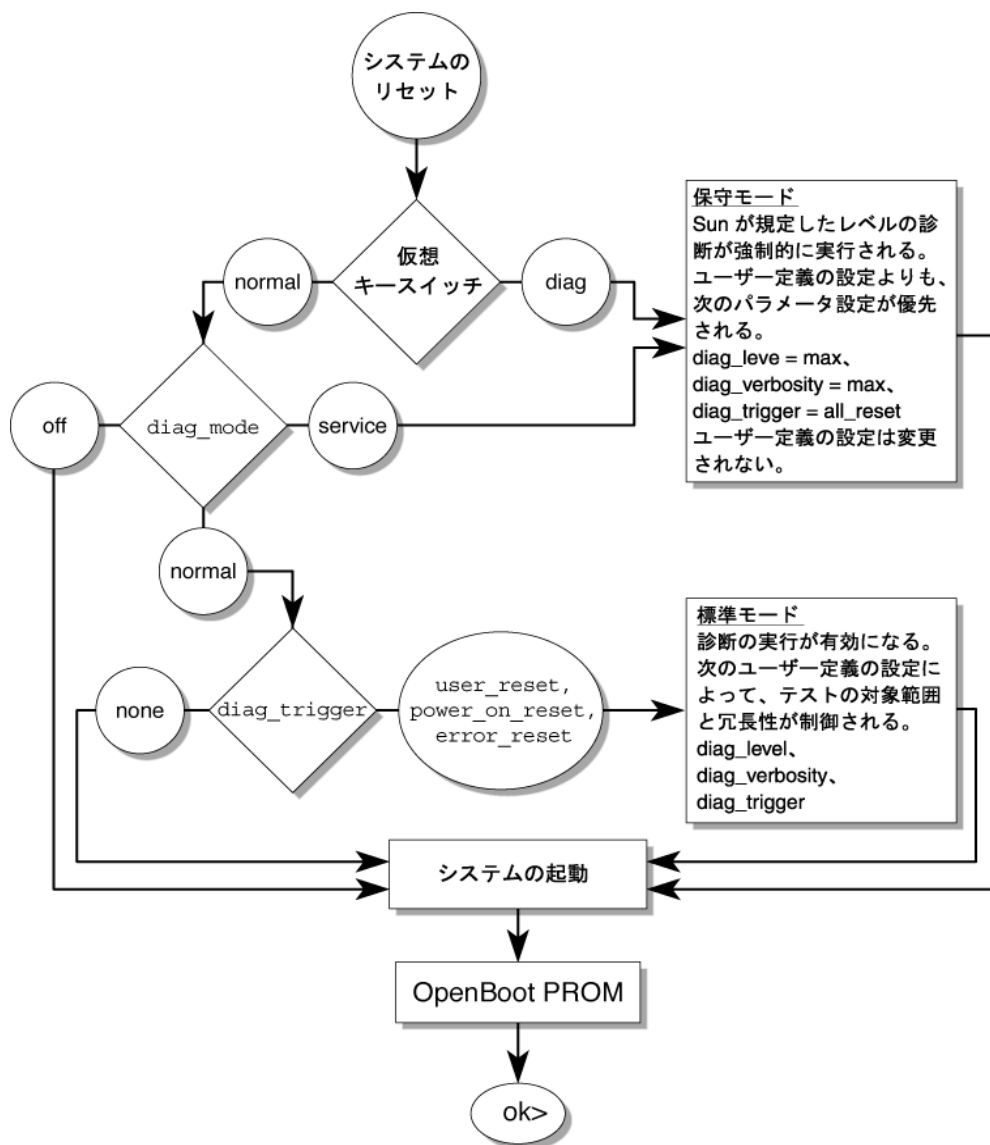 システムの
リセット
仮想
キースイッチ
normal
diag
保守モード
Sun が規定したレベルの診
断が強制的に実行される。
ユーザー定義の設定よりも、
次のパラメータ設定が優先
される。
diag_leve = max、
diag_verbosity = max、
diag_trigger = all_reset
ユーザー定義の設定は変更
されない。
off
diag_mode
service
normal
none
diag_trigger
user_reset,
power_on_reset,
error_reset
標準モード
診断の実行が有効になる。
次のユーザー定義の設定に
よって、テストの対象範囲
と冗長性が制御される。
diag_level、
diag_verbosity、
diag_trigger
システムの起動
OpenBoot PROM
ok>